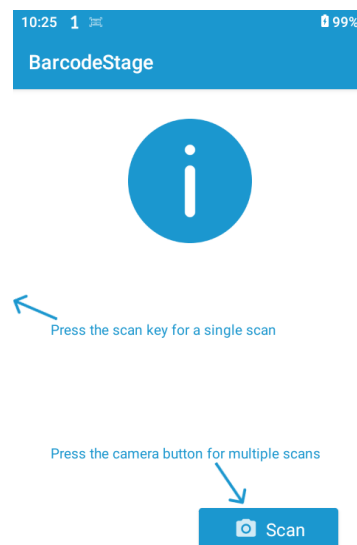 10:25 1 99%
BarcodeStage
Press the scan key for a single scan
Press the camera button for multiple scans
Scan